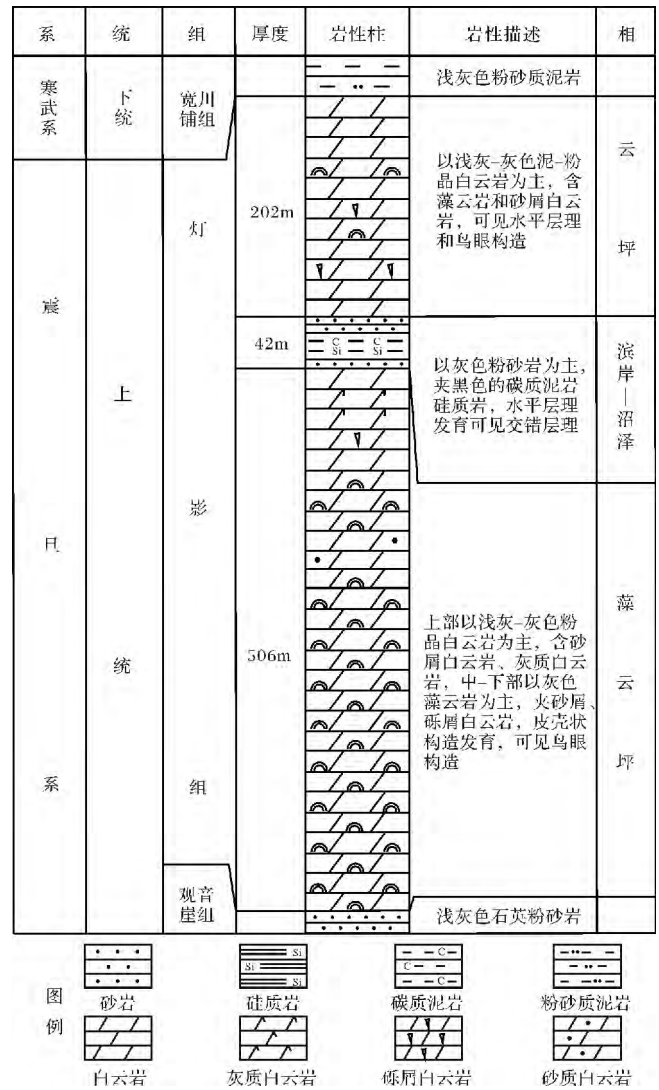 系 统 组 厚度 岩性柱 岩性描述 相
寒武系
下统
宽川
铺组
浅灰色粉砂质泥岩
震旦系
上统
灯影组
202m
以浅灰-灰色泥-粉
晶白云岩为主，含
藻云岩和砂屑白云
岩，可见水平层理
和鸟眼构造
云坪
42m
C C
Si Si
以灰色粉砂岩为主，
夹黑色的碳质泥岩
硅质岩，水平层理
发育可见交错层理
滨岸—沼泽
506m
上部以浅灰-灰色粉
晶白云岩为主，含砂
屑白云岩、灰质白云
岩，中-下部以灰色
藻云岩为主，夹砂屑、
砾屑白云岩，皮壳状
构造发育，可见鸟眼
构造
藻云坪
观音
崖组
浅灰色石英粉砂岩
图例
Si
Si
Si
C
C
C
砂岩 硅质岩 碳质泥岩 粉砂质泥岩
白云岩 灰质白云岩 砾屑白云岩 砂质白云岩